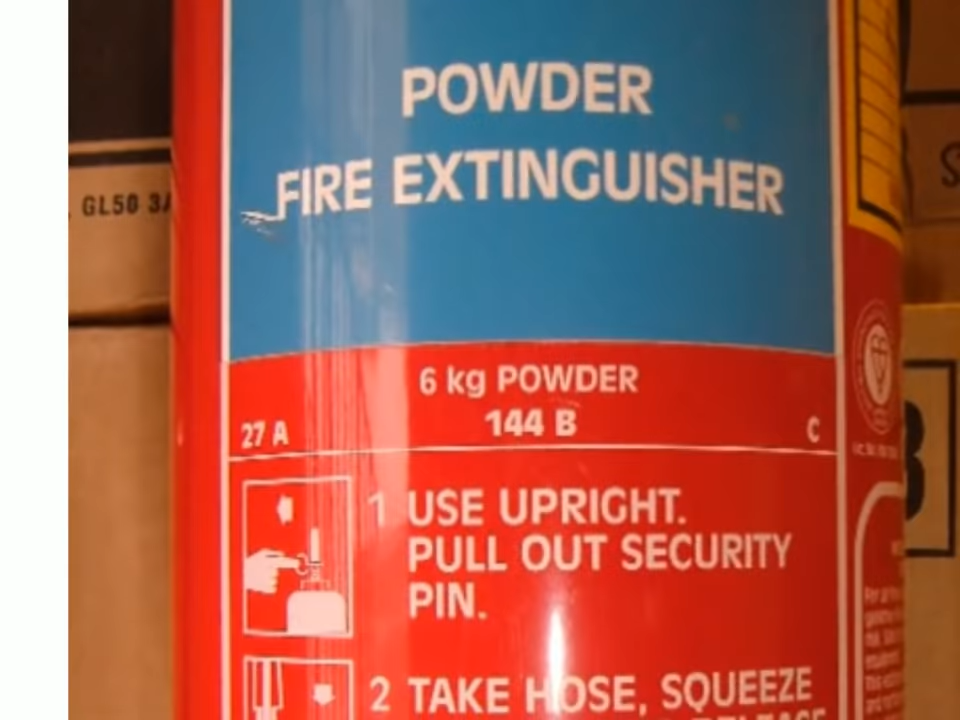 POWDER
FIRE EXTINGUISHER
6 kg POWDER
144 B
27 A
C
1 USE UPRIGHT.
PULL OUT SECURITY
PIN.
2 TAKE HOSE, SQUEEZE
GL50